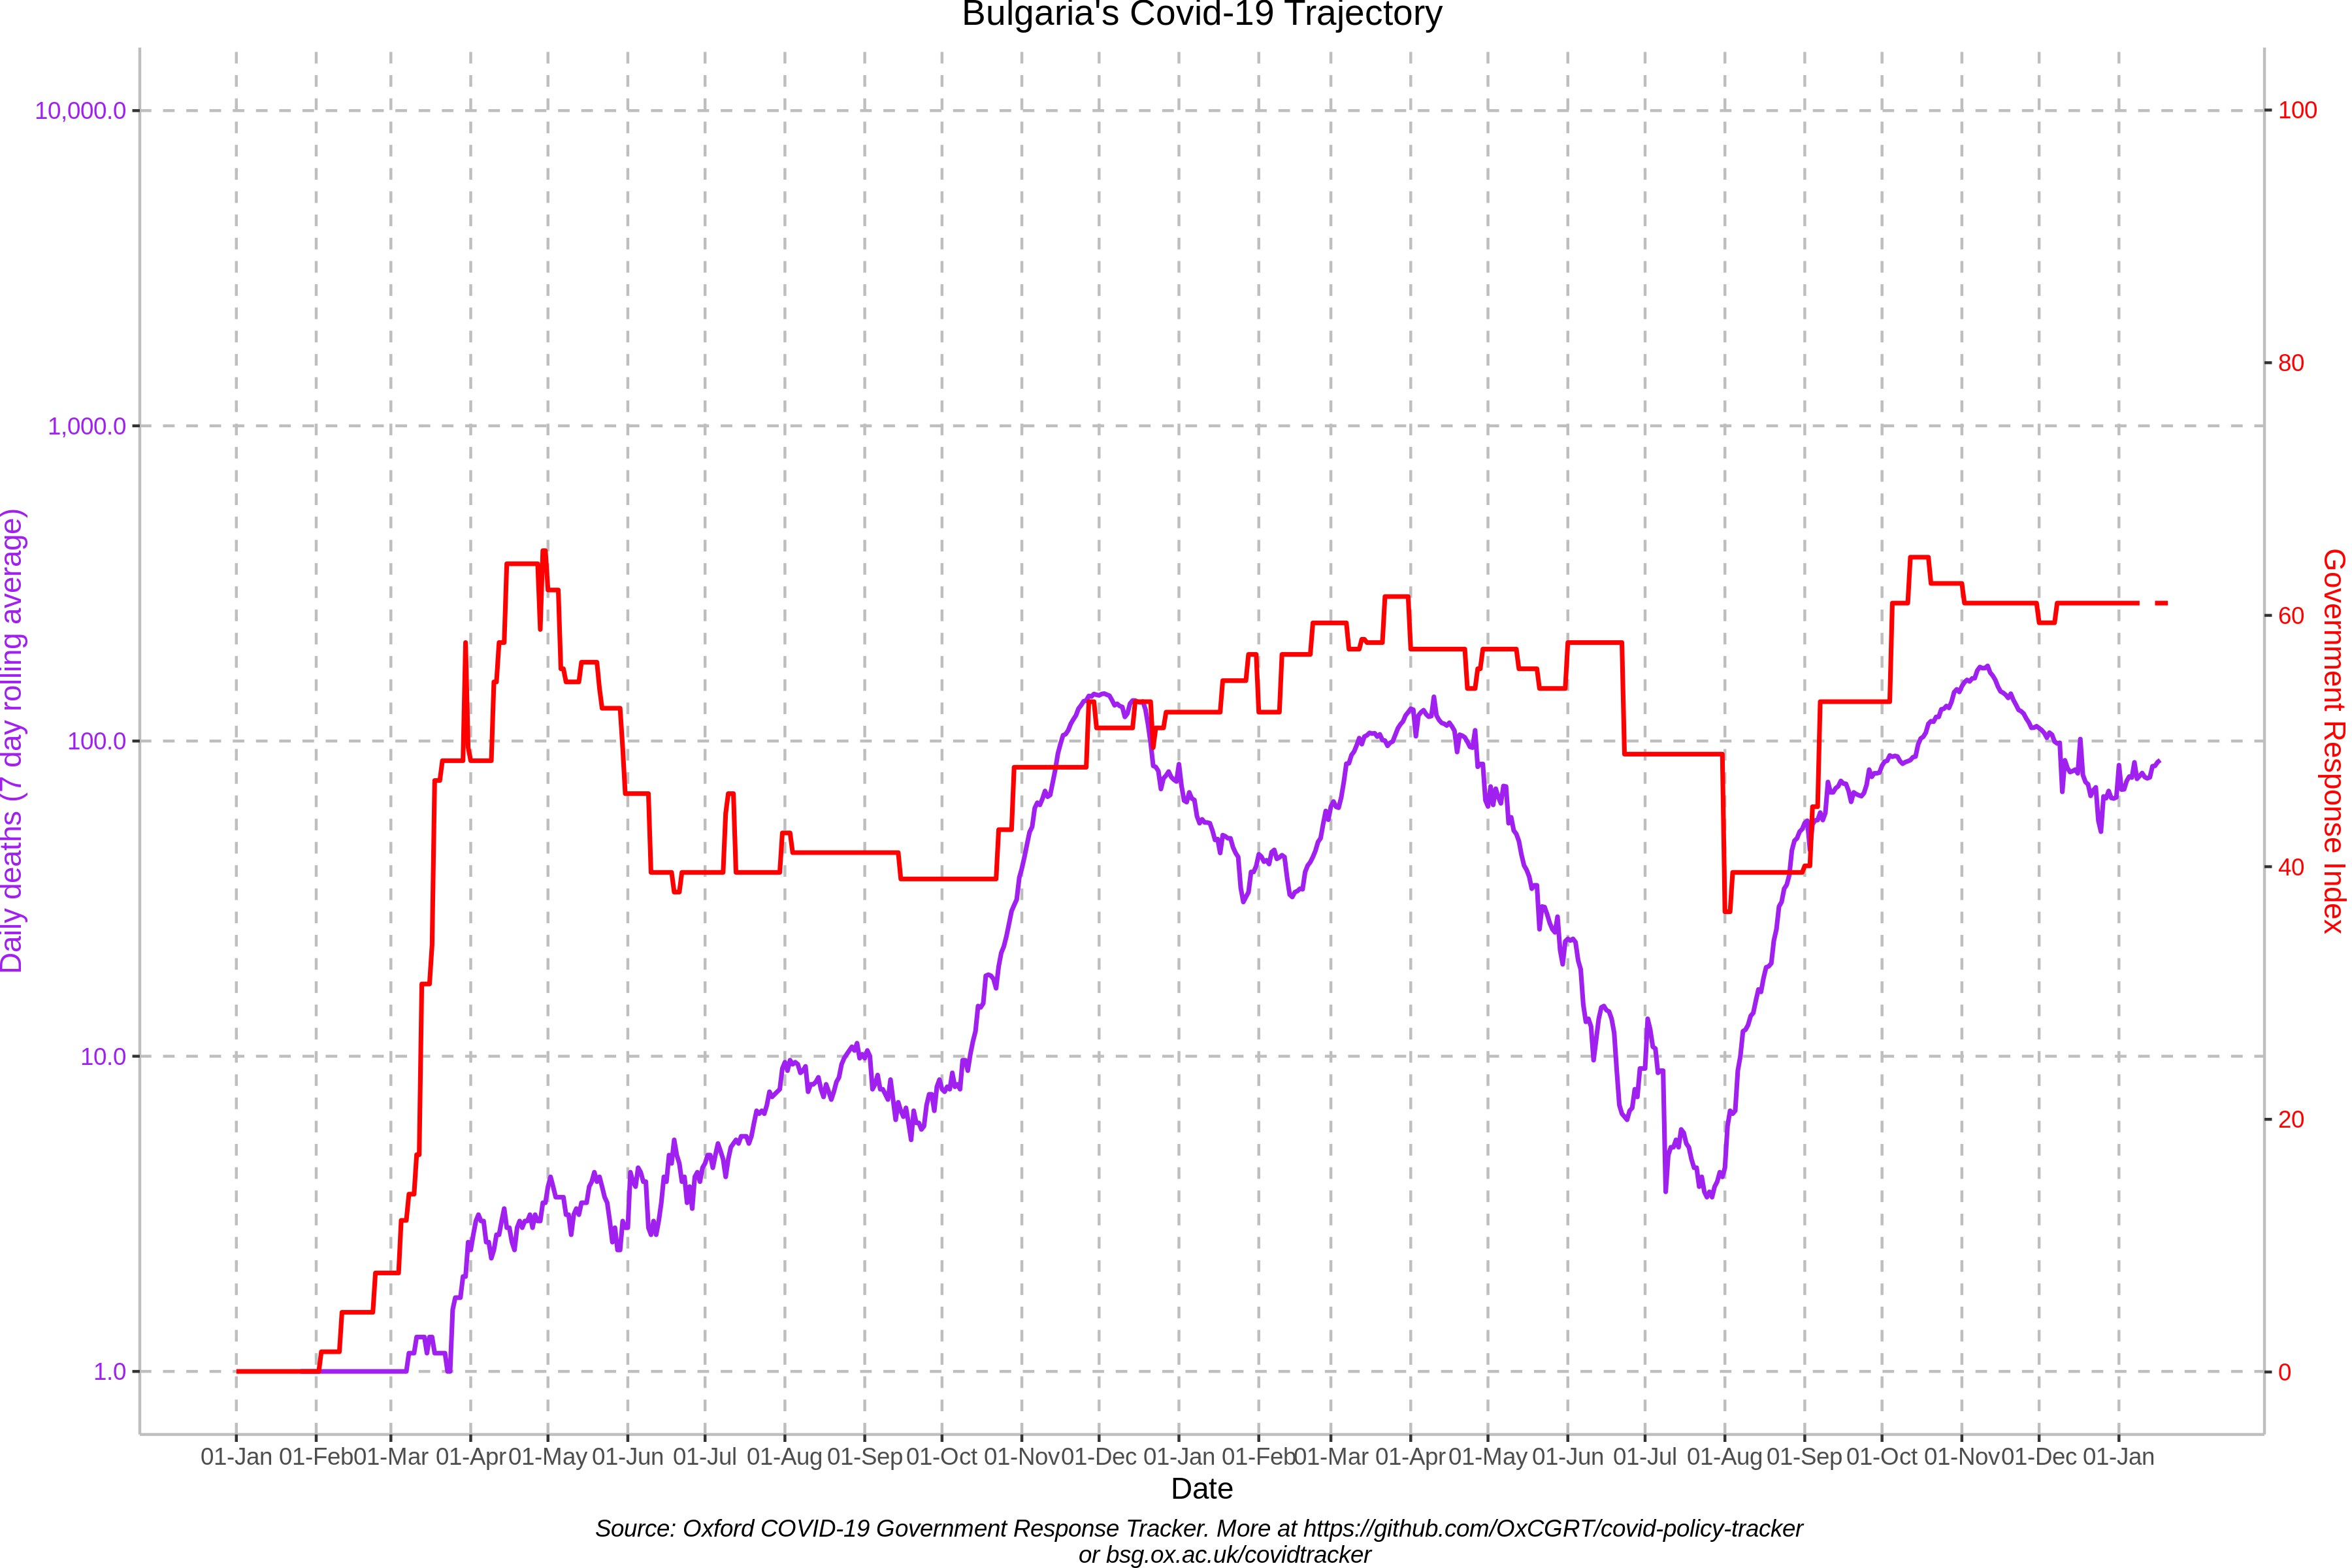 Bulgaria's Covid-19 Trajectory
10,000.0
1,000.0
100.0
10.0
1.0
Daily deaths (7 day rolling average)
100
80
60
40
20
0
Government Response Index
01-Jan 01-Feb 01-Mar 01-Apr 01-May 01-Jun 01-Jul 01-Aug 01-Sep 01-Oct 01-Nov 01-Dec 01-Jan 01-Feb 01-Mar 01-Apr 01-May 01-Jun 01-Jul 01-Aug 01-Sep 01-Oct 01-Nov 01-Dec 01-Jan
Date
Source: Oxford COVID-19 Government Response Tracker. More at https://github.com/OxCGRT/covid-policy-tracker
or bsg.ox.ac.uk/covidtracker